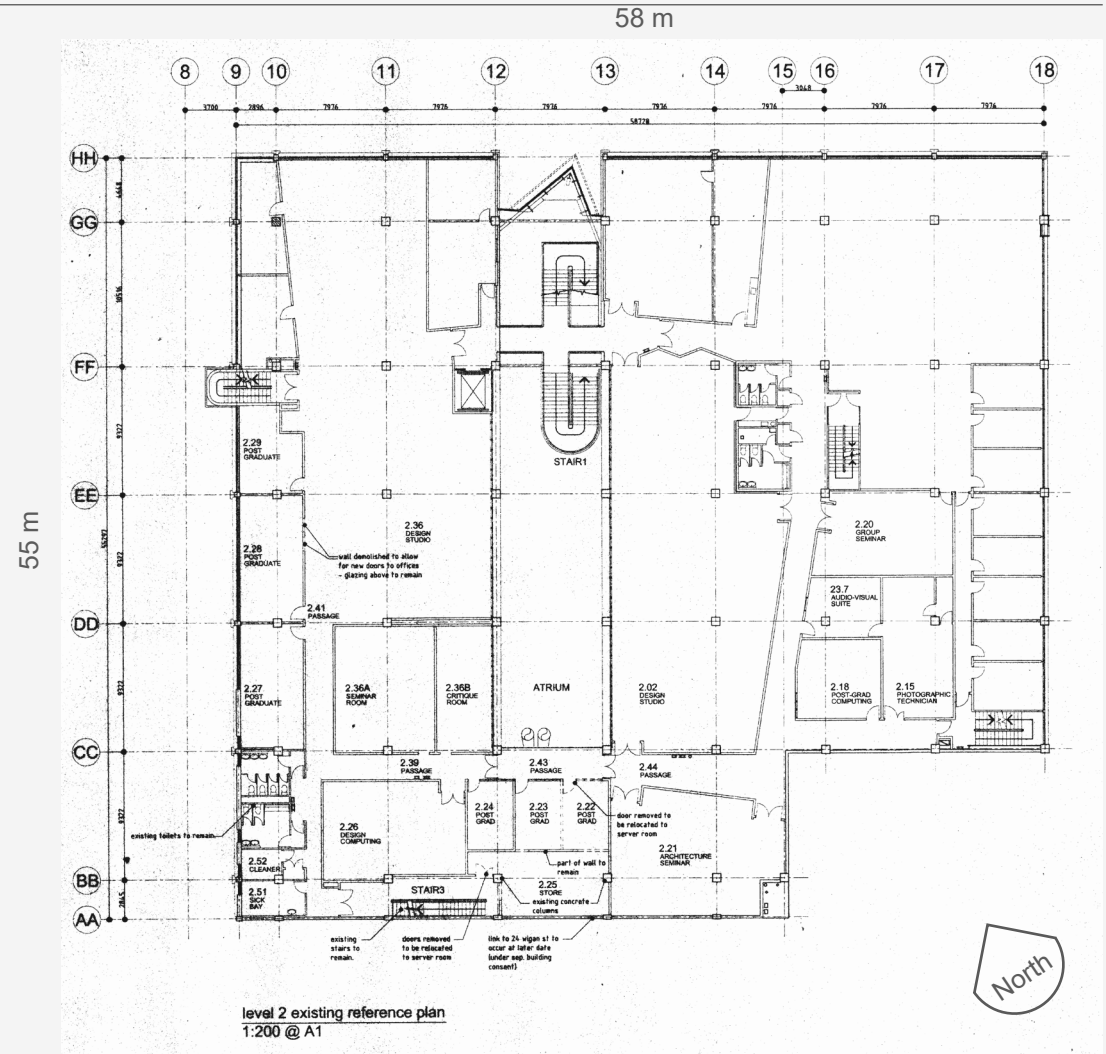 58 m
8
9
10
11
12
13
14
15
16
17
18
3048
3700
2896
7976
7976
7976
7976
7976
7976
7976
58728
HH
4648
GG
10516
FF
9322
EE
9322
DD
9322
CC
9322
BB
2845
AA
55 m
STAIR1
2.29
POST
GRADUATE
2.28
POST
GRADUATE
wall demolished to allow
for new doors to offices
- glazing above to remain
2.36
DESIGN
STUDIO
2.41
PASSAGE
2.20
GROUP
SEMINAR
23.7
AUDIO-VISUAL
SUITE
2.27
POST
GRADUATE
2.36A
SEMINAR
ROOM
2.36B
CRITIQUE
ROOM
ATRIUM
2.02
DESIGN
STUDIO
2.18
POST-GRAD
COMPUTING
2.15
PHOTOGRAPHIC
TECHNICIAN
2.39
PASSAGE
2.43
PASSAGE
2.44
PASSAGE
existing toilets to remain
2.26
DESIGN
COMPUTING
2.24
POST
GRAD
2.23
POST
GRAD
2.22
POST
GRAD
door removed to
be relocated to
server room
2.21
ARCHITECTURE
SEMINAR
part of wall to
remain
2.52
CLEANER
2.51
SICK
BAY
STAIR3
2.25
STORE
existing concrete
columns
existing
stairs to
remain.
doors removed
to be relocated
to server room
link to 24 wigan st to
occur at later date
(under sep. building
consent)
North
level 2 existing reference plan
1:200 @ A1